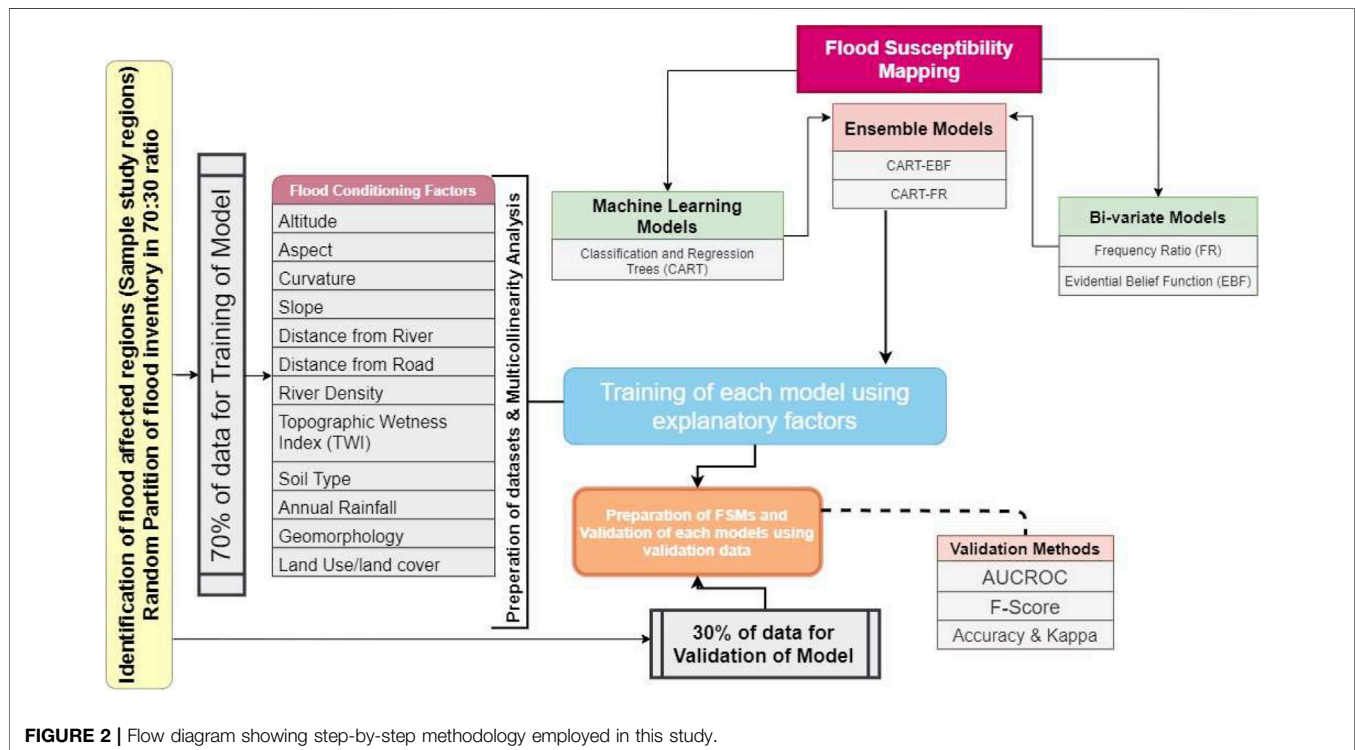 Identification of flood affected regions (Sample study regions)
Random Partition of flood inventory in 70:30 ratio
70% of data for Training of Model
Flood Conditioning Factors
Altitude
Aspect
Curvature
Slope
Distance from River
Distance from Road
River Density
Topographic Wetness
Index (TWI)
Soil Type
Annual Rainfall
Geomorphology
Land Use/land cover
Preperation of datasets & Multicollinearity Analysis
Flood Susceptibility
Mapping
Ensemble Models
CART-EBF
CART-FR
Machine Learning
Models
Classification and Regression
Trees (CART)
Bi-variate Models
Frequency Ratio (FR)
Evidential Belief Function (EBF)
Training of each model using
explanatory factors
Preparation of FSMs and
Validation of each models using
validation data
Validation Methods
AUCROC
F-Score
Accuracy & Kappa
30% of data for
Validation of Model
FIGURE 2 | Flow diagram showing step-by-step methodology employed in this study.